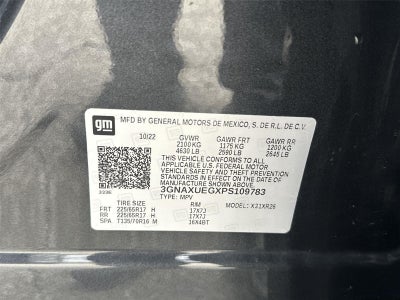 gm
MFD BY GENERAL MOTORS DE MEXICO, S. DE R.L. DE C.V.
10/22 GVWR GAWR FRT GAWR RR
2100 KG 1175 KG 1200 KG
4630 LB 2590 LB 2645 LB
THIS VEHICLE CONFORMS TO ALL
APPLICABLE U.S. FEDERAL MOTOR
VEHICLE SAFETY, BUMPER, AND
THEFT PREVENTION STANDARDS
IN EFFECT ON THE DATE OF
MANUFACTURE SHOWN ABOVE.
3GNAXUEGXPS109783
TYPE: MPV MODEL: X21XR26
TIRE SIZE RIM
FRT 225/65R17 H 17X7J
RR 225/65R17 H 17X7J
SPA T135/70R16 M 16X4BT